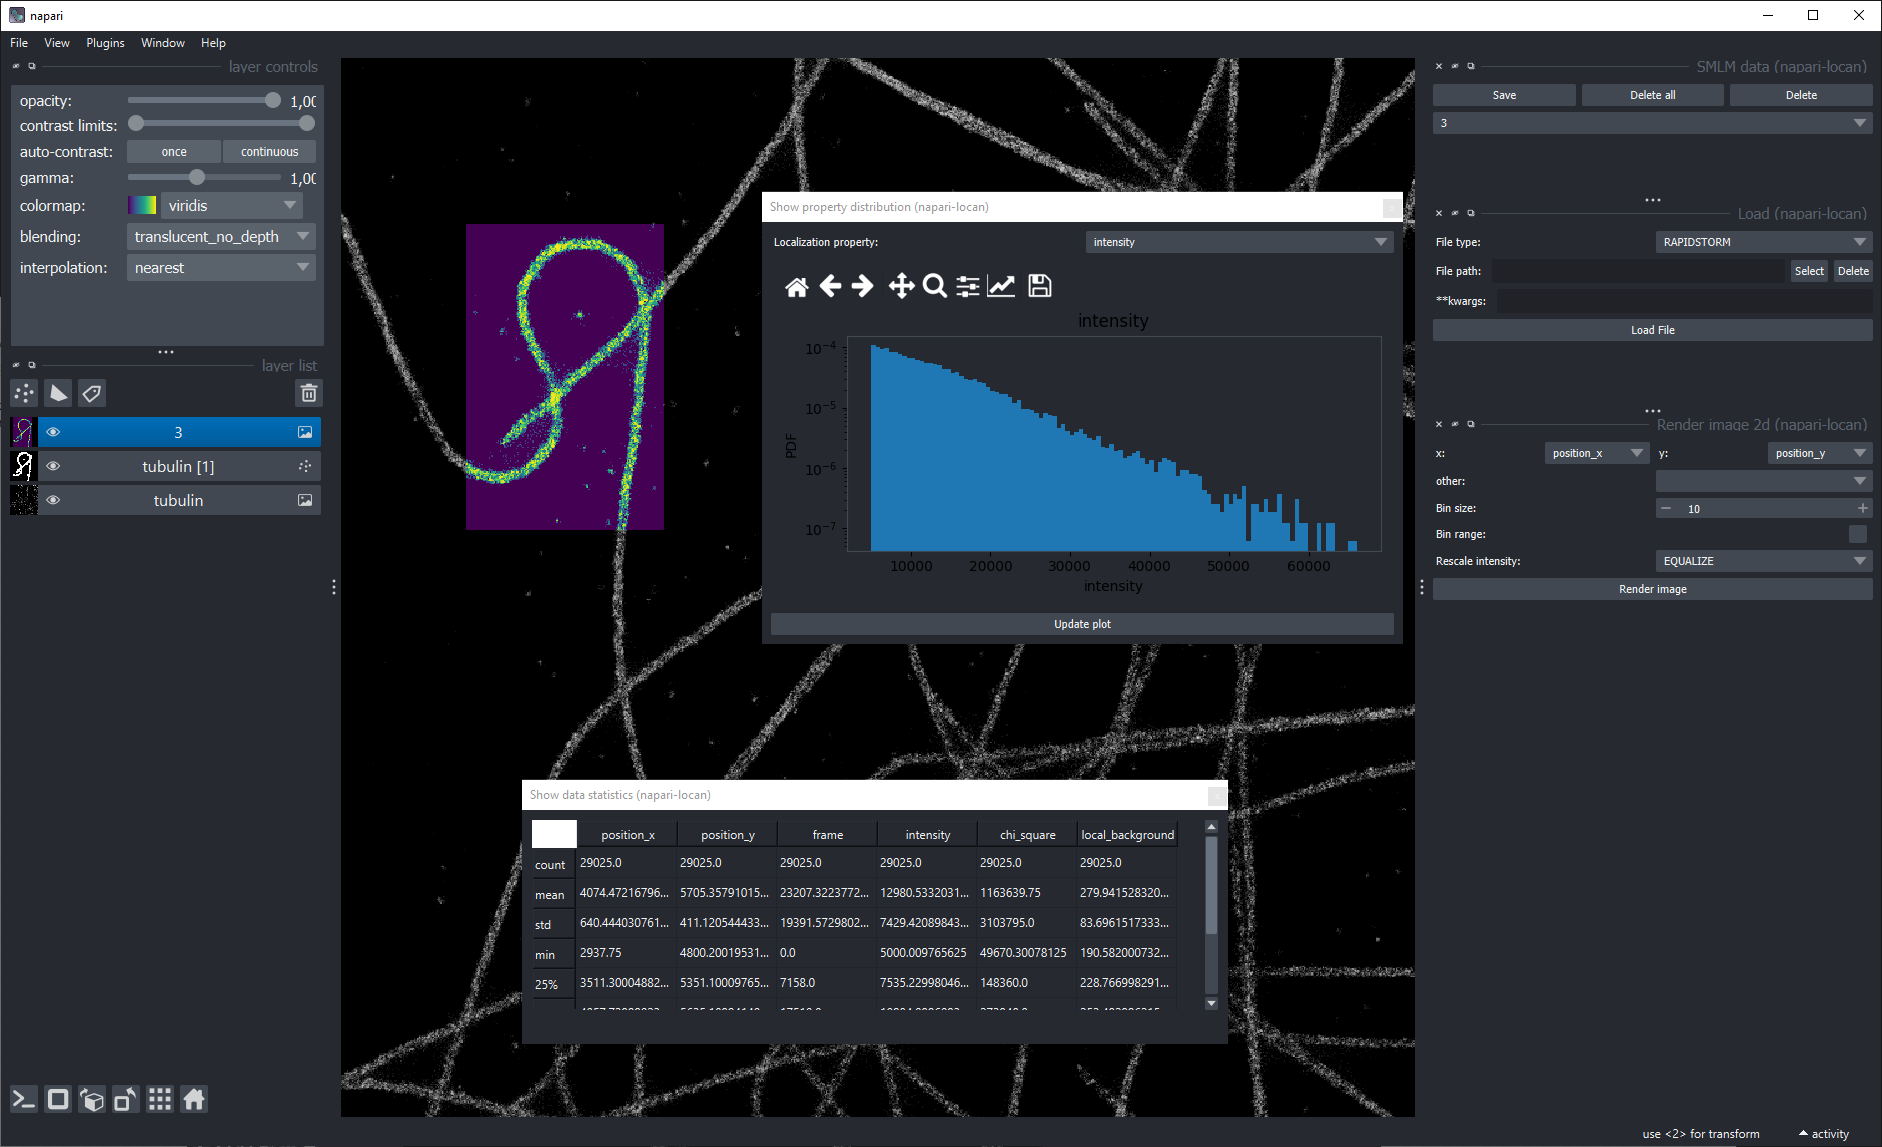 napari
File View Plugins Window Help
layer controls
opacity: 1,00
contrast limits:
auto-contrast: once continuous
gamma: 1,00
colormap: viridis
blending: translucent_no_depth
interpolation: nearest
layer list
3
tubulin [1]
tubulin
Show property distribution (napari-locan)
Localization property: intensity
intensity
10⁻⁴
10⁻⁵
10⁻⁶
10⁻⁷
PDF
10000 20000 30000 40000 50000 60000
intensity
Update plot
Show data statistics (napari-locan)
position_x position_y frame intensity chi_square local_background
count 29025.0 29025.0 29025.0 29025.0 29025.0 29025.0
mean 4074.47216796... 5705.35791015... 23207.3223772... 12980.5332031... 1163639.75 279.941528320...
std 640.444030761... 411.120544433... 19391.5729802... 7429.42089843... 3103795.0 83.6961517333...
min 2937.75 4800.20019531... 0.0 5000.009765625 49670.30078125 190.582000732...
25% 3511.30004882... 5351.10009765... 7158.0 7535.22998046... 148360.0 228.766998291...
SMLM data (napari-locan)
Save Delete all Delete
3
Load (napari-locan)
File type: RAPIDSTORM
File path: Select Delete
**kwargs:
Load File
Render image 2d (napari-locan)
x: position_x y: position_y
other:
Bin size: 10
Bin range:
Rescale intensity: EQUALIZE
Render image
use <2> for transform activity